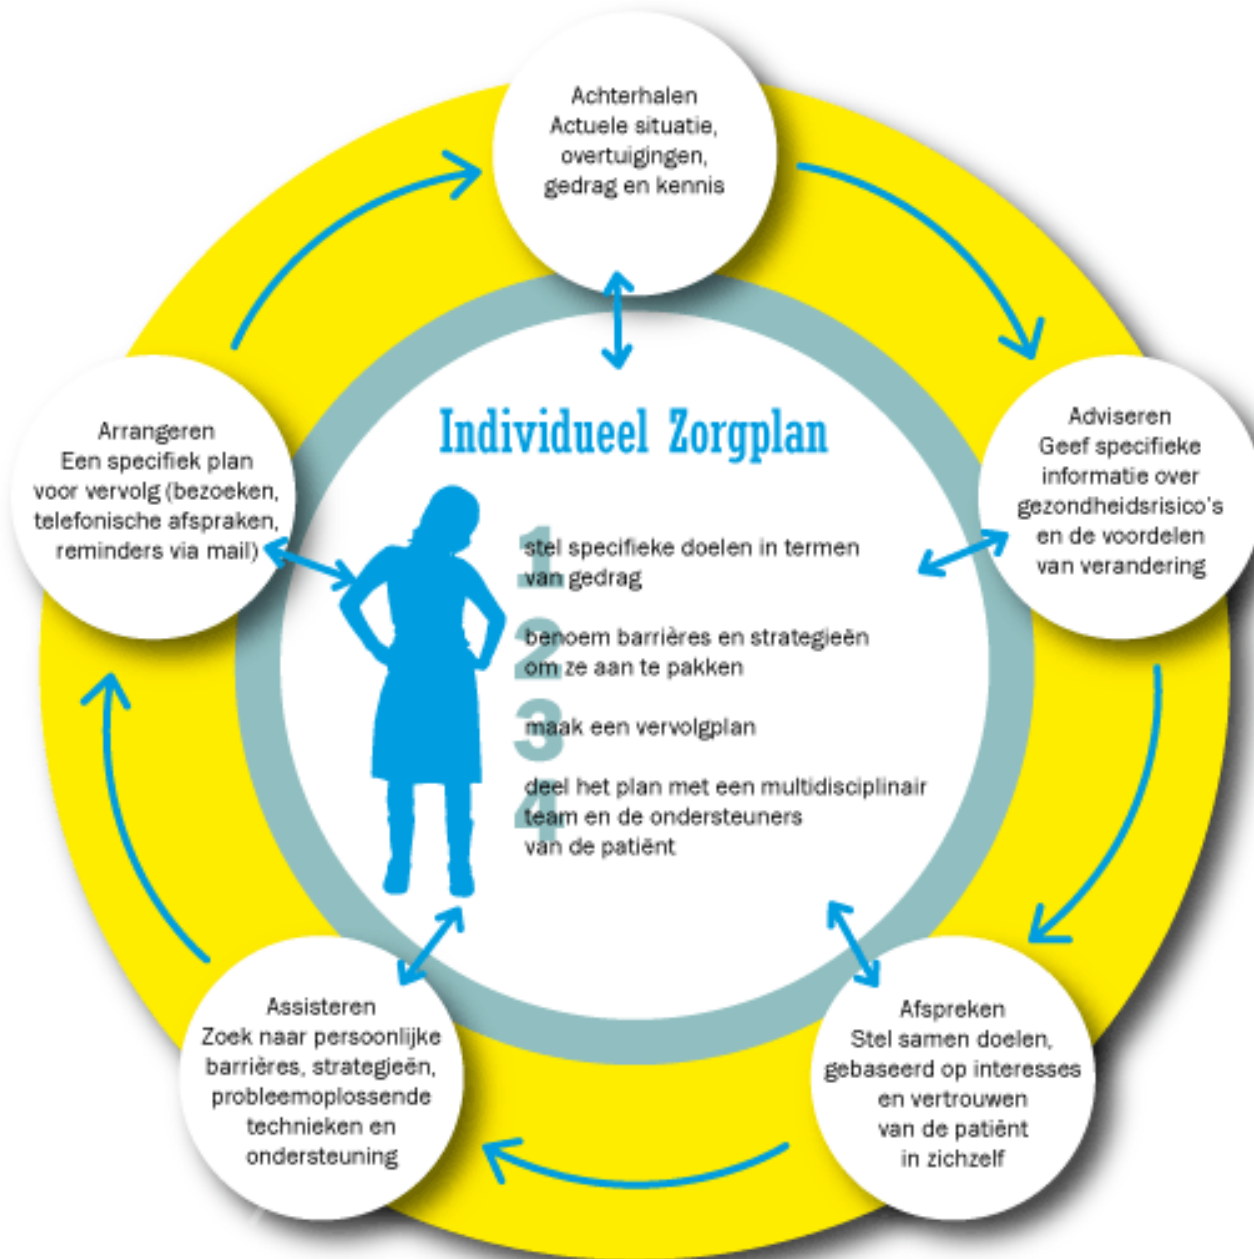 Achterhalen
Actuele situatie,
overtuigingen,
gedrag en kennis
Adviseren
Geef specifieke
informatie over
gezondheidsrisico's
en de voordelen
van verandering
Afspreken
Stel samen doelen,
gebaseerd op interesses
en vertrouwen
van de patiënt
in zichzelf
Assisteren
Zoek naar persoonlijke
barrières, strategieën,
probleemoplossende
technieken en
ondersteuning
Arrangeren
Een specifiek plan
voor vervolg (bezoeken,
telefonische afspraken,
reminders via mail)
Individueel Zorgplan
1 stel specifieke doelen in termen
van gedrag
2 benoem barrières en strategieën
om ze aan te pakken
3 maak een vervolgplan
4 deel het plan met een multidisciplinair
team en de ondersteuners
van de patiënt